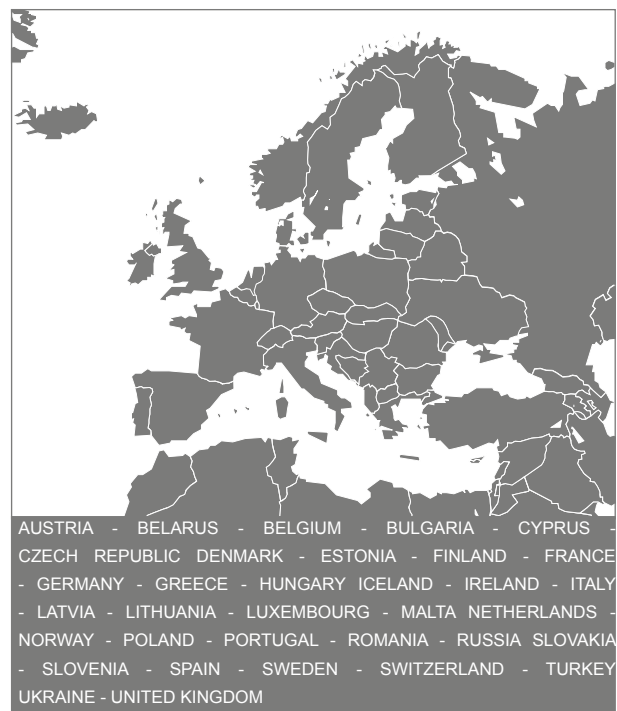 AUSTRIA - BELARUS - BELGIUM - BULGARIA - CYPRUS -
CZECH REPUBLIC DENMARK - ESTONIA - FINLAND - FRANCE
- GERMANY - GREECE - HUNGARY ICELAND - IRELAND - ITALY
- LATVIA - LITHUANIA - LUXEMBOURG - MALTA NETHERLANDS -
NORWAY - POLAND - PORTUGAL - ROMANIA - RUSSIA SLOVAKIA
- SLOVENIA - SPAIN - SWEDEN - SWITZERLAND - TURKEY
UKRAINE - UNITED KINGDOM